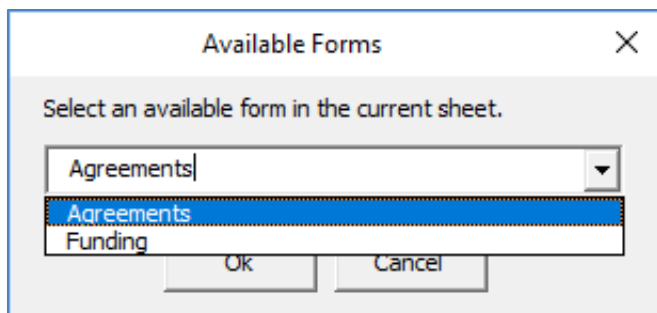 Available Forms
Select an available form in the current sheet.
Agreements
Agreements
Funding
Ok Cancel